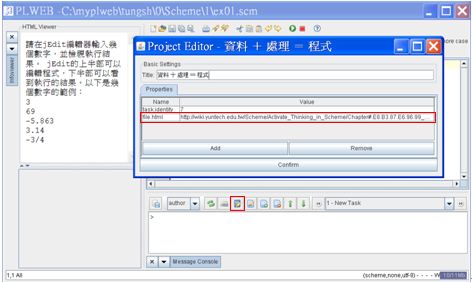 PLWEB - C:\myplweb\tungsh\0\Scheme\1\ex01.scm
HTML Viewer
請在jEdit編輯器輸入幾
個數字，並檢視執行結
果。 jEdit的上半部可以
編輯程式，下半部可以看
到執行的結果。以下是幾
個數字的範例：
3
69
-5.863
3.14
-3/4
infoviewer
ore case
Project Editor - 資料 ＋ 處理 ＝ 程式
Basic Settings
Title: 資料 ＋ 處理 ＝ 程式
Properties
Name Value
task.identify 7
file.html http://wiki.yuntech.edu.tw/Scheme/Activate_Thinking_in_Scheme/Chapter#.E6.B3.87.E6.96.99_...
Add Remove
Confirm
author
1 - New Task
>
Message Console
1,1 All
(scheme,none,utf-8) - - - - W 10/11Mb